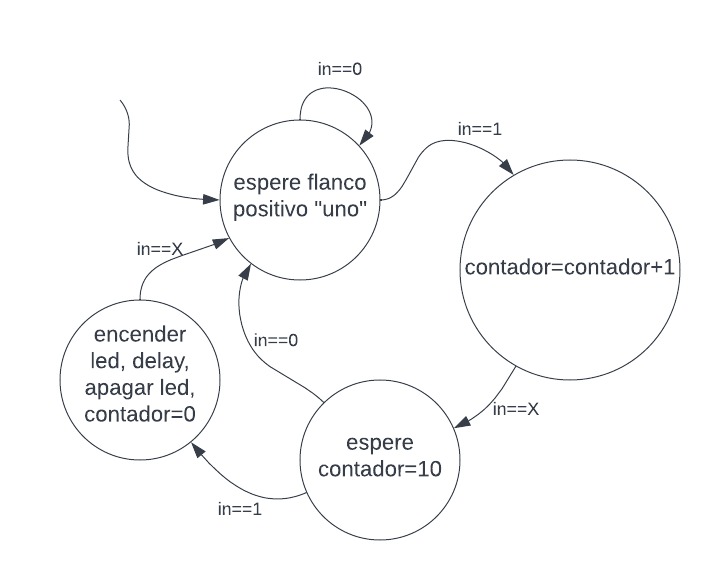 in==0
in==1
espere flanco
positivo "uno"
in==X
contador=contador+1
encender
led, delay,
apagar led,
contador=0
in==0
in==X
espere
contador=10
in==1